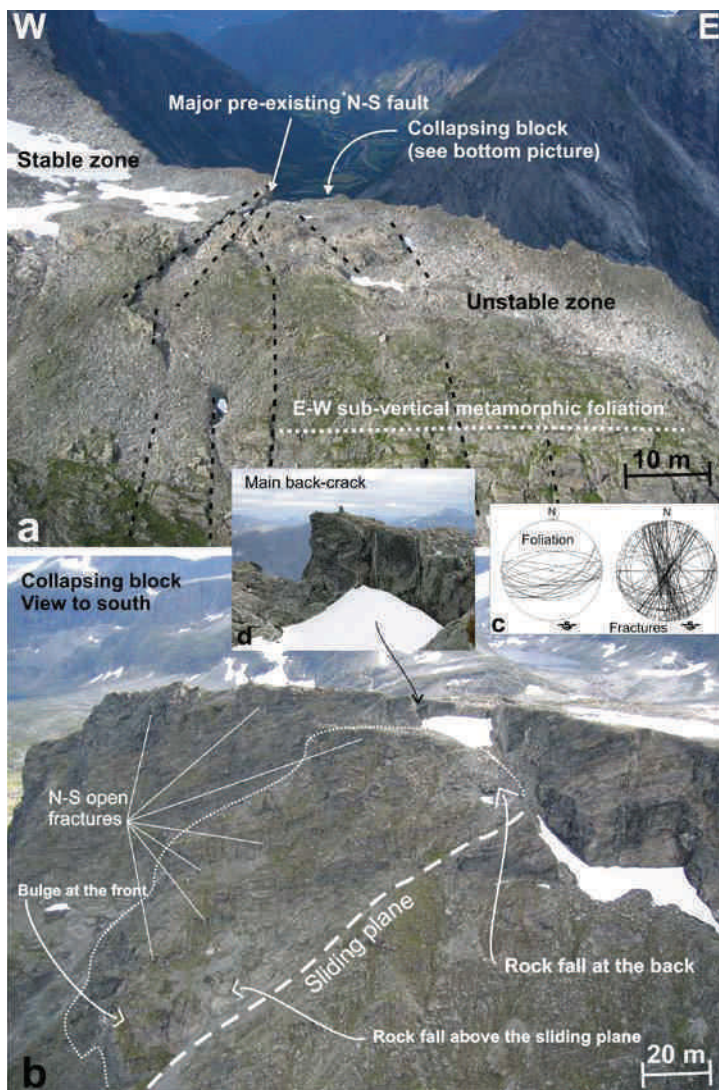 W
E
Major pre-existing N-S fault
Stable zone
Collapsing block
(see bottom picture)
Unstable zone
E-W sub-vertical metamorphic foliation
10 m
a
Main back-crack
d
N
Foliation
N
c
Fractures
Collapsing block
View to south
N-S open
fractures
Bulge at the front
Sliding plane
Rock fall at the back
Rock fall above the sliding plane
b
20 m